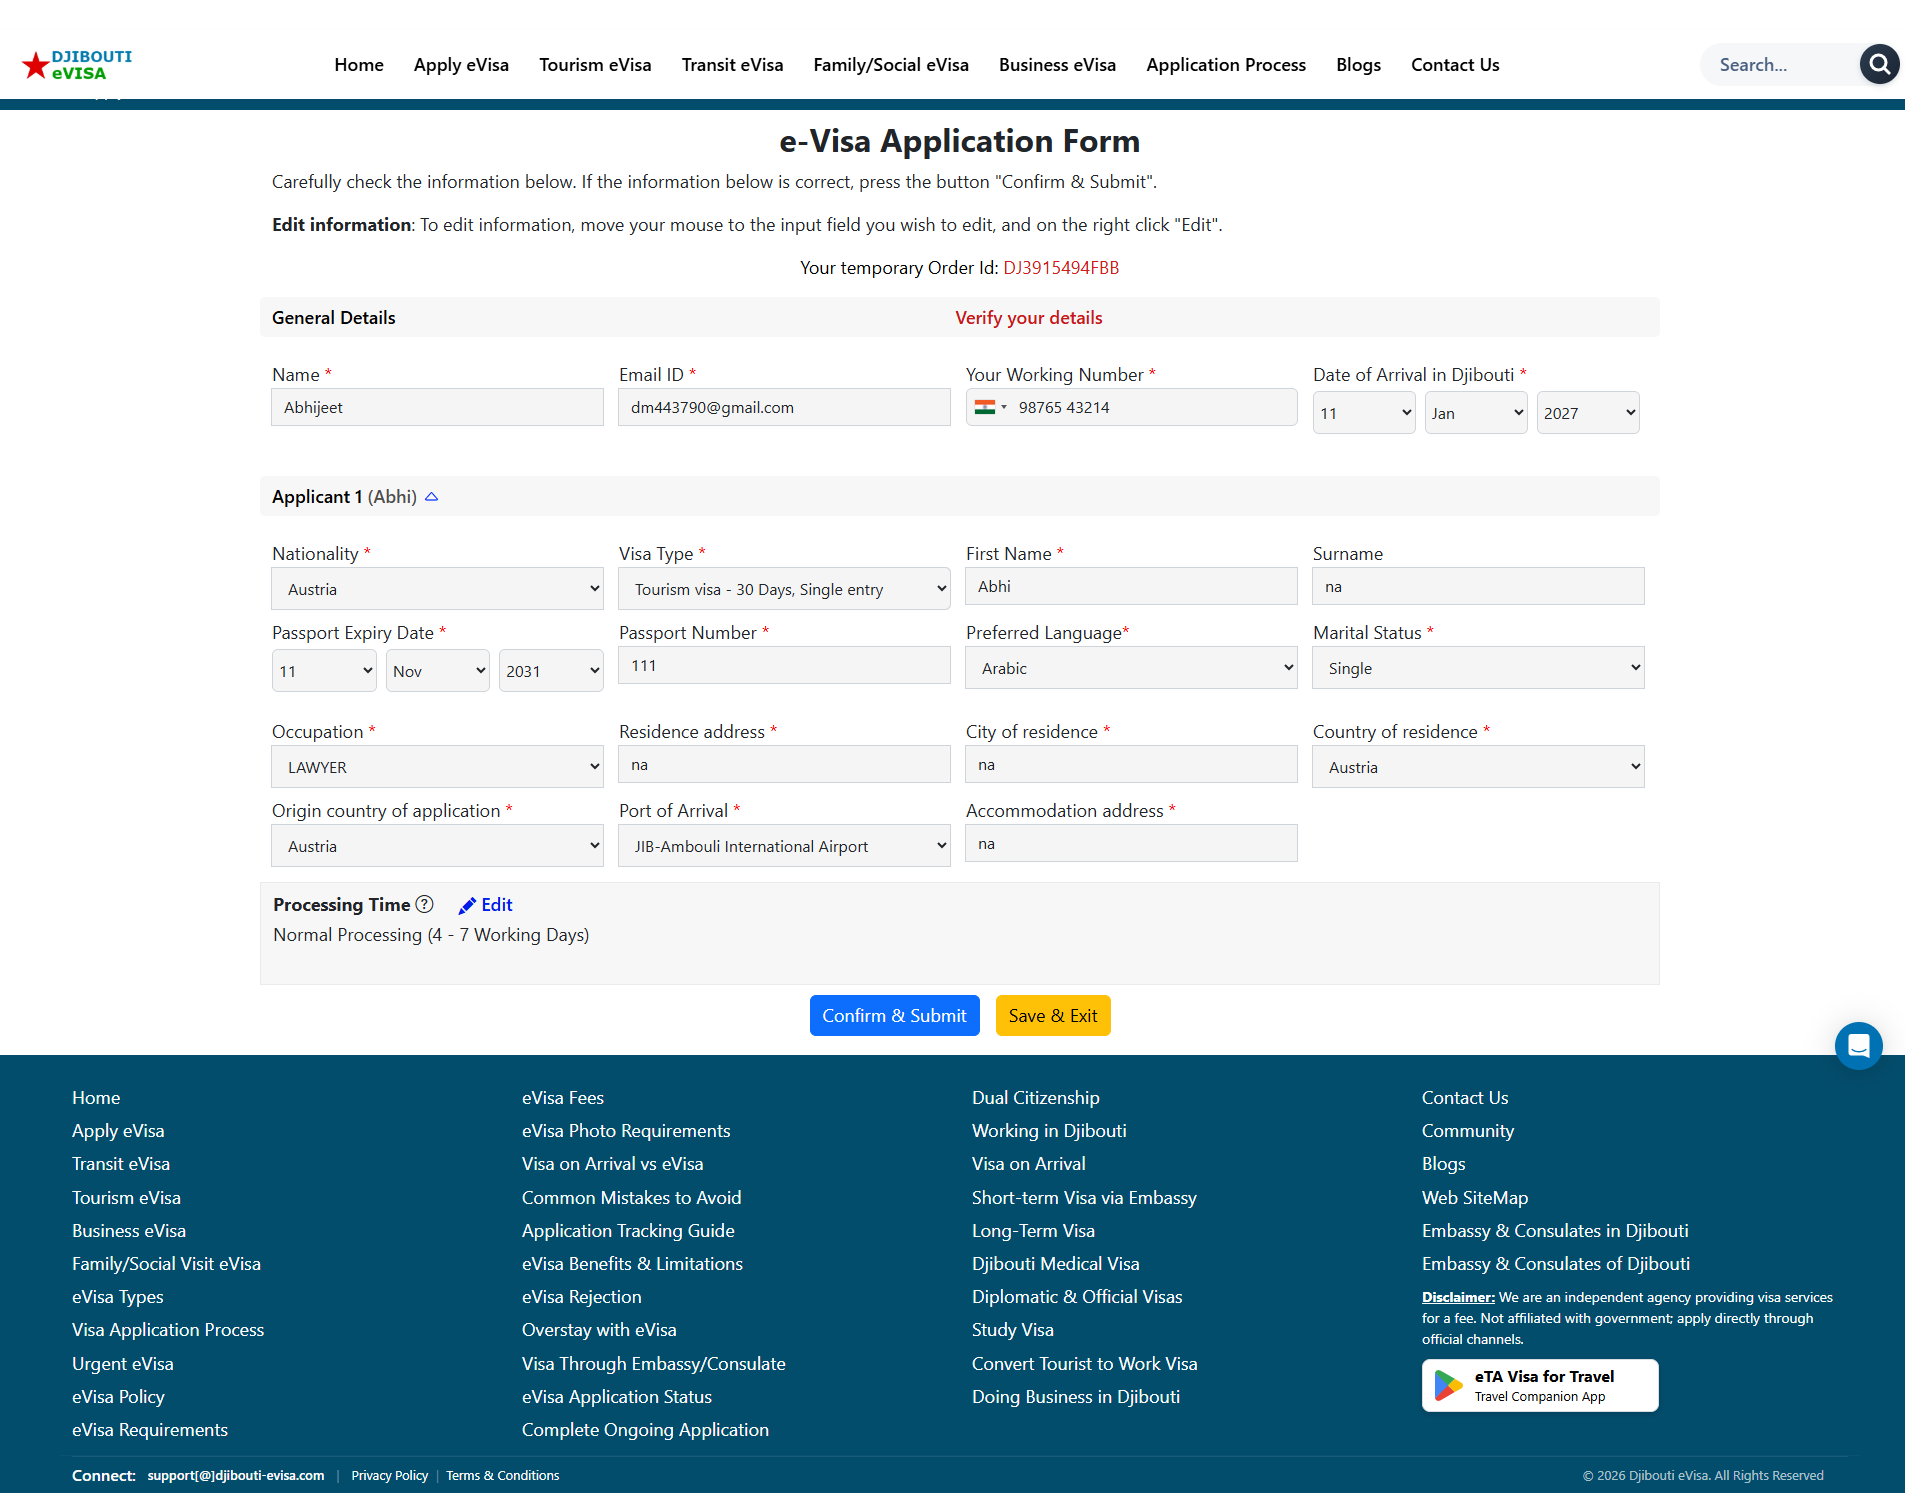 DJIBOUTI
eVISA
Home Apply eVisa Tourism eVisa Transit eVisa Family/Social eVisa Business eVisa Application Process Blogs Contact Us
Search...
e-Visa Application Form
Carefully check the information below. If the information below is correct, press the button "Confirm & Submit".
Edit information: To edit information, move your mouse to the input field you wish to edit, and on the right click "Edit".
Your temporary Order Id: DJ3915494FBB
General Details Verify your details
Name * Email ID * Your Working Number * Date of Arrival in Djibouti *
Abhijeet dm443790@gmail.com 98765 43214 11 Jan 2027
Applicant 1 (Abhi)
Nationality * Visa Type * First Name * Surname
Austria Tourism visa - 30 Days, Single entry Abhi na
Passport Expiry Date * Passport Number * Preferred Language* Marital Status *
11 Nov 2031 111 Arabic Single
Occupation * Residence address * City of residence * Country of residence *
LAWYER na na Austria
Origin country of application * Port of Arrival * Accommodation address *
Austria JIB-Ambouli International Airport na
Processing Time ? Edit
Normal Processing (4 - 7 Working Days)
Confirm & Submit Save & Exit
Home
Apply eVisa
Transit eVisa
Tourism eVisa
Business eVisa
Family/Social Visit eVisa
eVisa Types
Visa Application Process
Urgent eVisa
eVisa Policy
eVisa Requirements
eVisa Fees
eVisa Photo Requirements
Visa on Arrival vs eVisa
Common Mistakes to Avoid
Application Tracking Guide
eVisa Benefits & Limitations
eVisa Rejection
Overstay with eVisa
Visa Through Embassy/Consulate
eVisa Application Status
Complete Ongoing Application
Dual Citizenship
Working in Djibouti
Visa on Arrival
Short-term Visa via Embassy
Long-Term Visa
Djibouti Medical Visa
Diplomatic & Official Visas
Study Visa
Convert Tourist to Work Visa
Doing Business in Djibouti
Contact Us
Community
Blogs
Web SiteMap
Embassy & Consulates in Djibouti
Embassy & Consulates of Djibouti
Disclaimer: We are an independent agency providing visa services
for a fee. Not affiliated with government; apply directly through
official channels.
eTA Visa for Travel
Travel Companion App
Connect: support[@]djibouti-evisa.com | Privacy Policy | Terms & Conditions
© 2026 Djibouti eVisa. All Rights Reserved